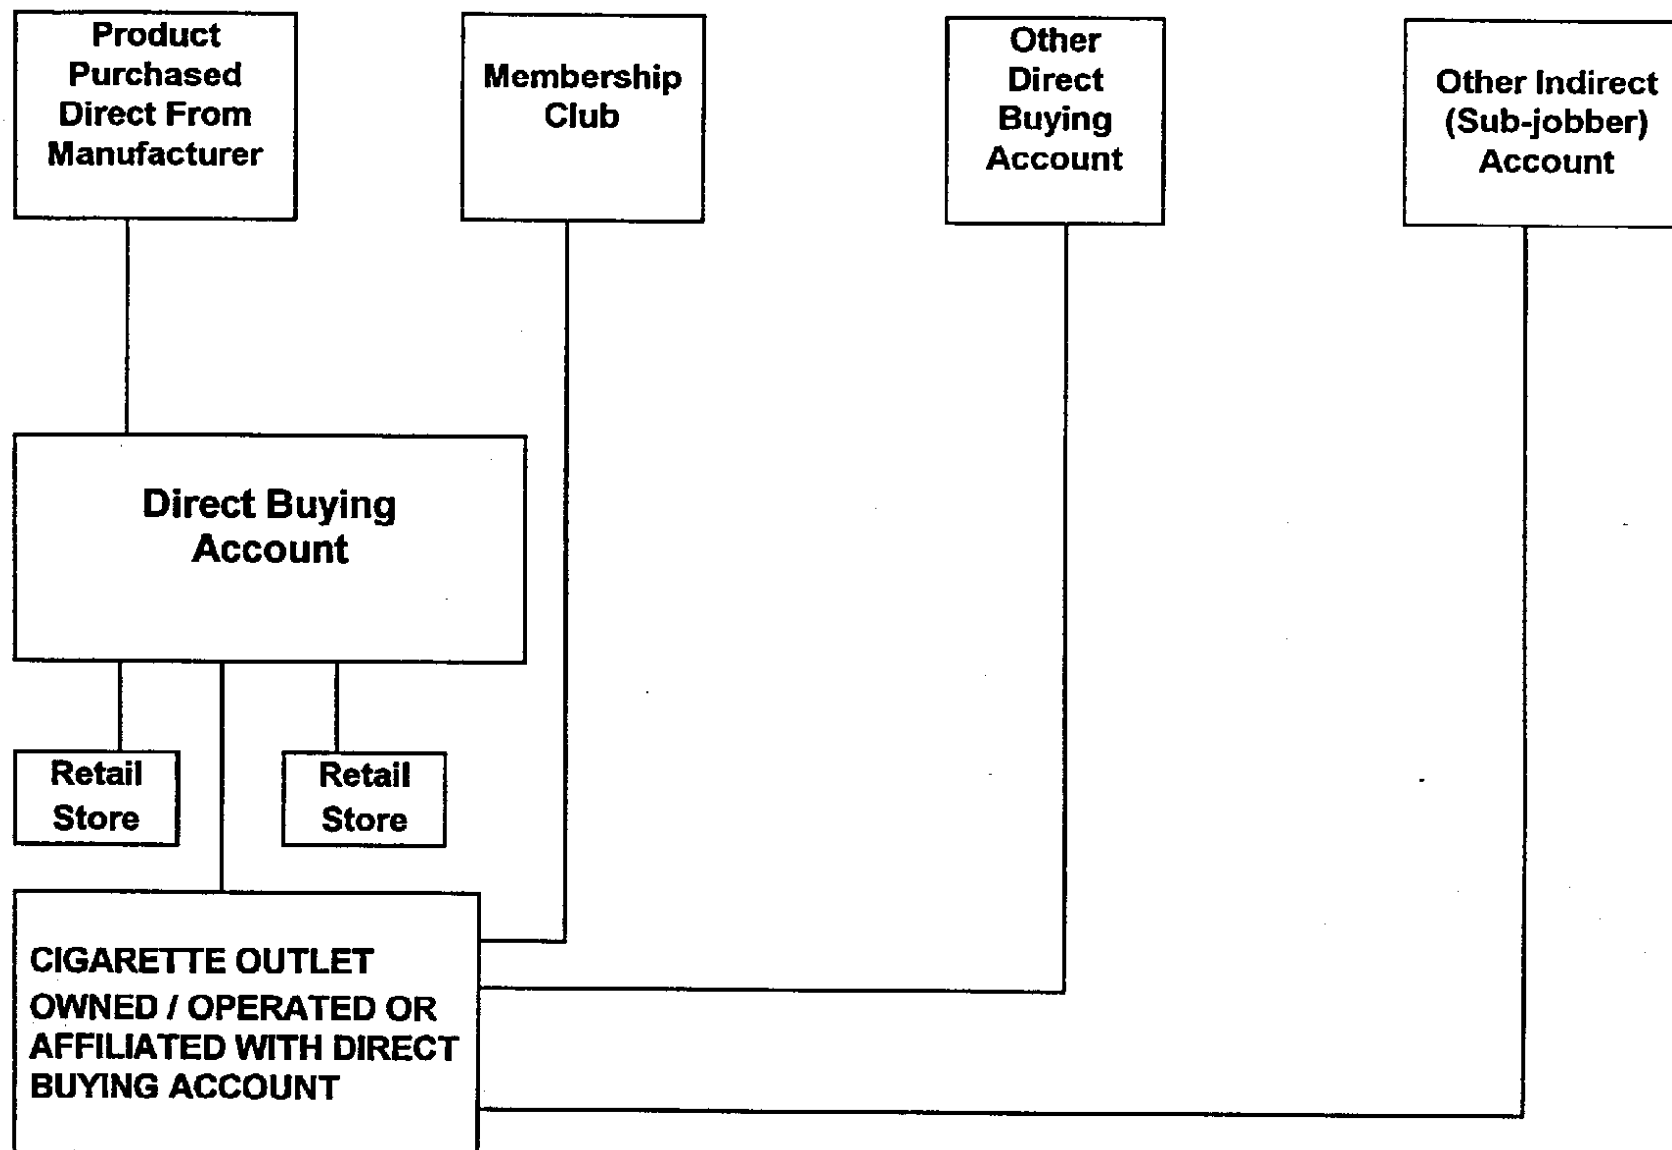 Product
Purchased
Direct From
Manufacturer
Membership
Club
Other
Direct
Buying
Account
Other Indirect
(Sub-jobber)
Account
Direct Buying
Account
Retail
Store
Retail
Store
CIGARETTE OUTLET
OWNED / OPERATED OR
AFFILIATED WITH DIRECT
BUYING ACCOUNT